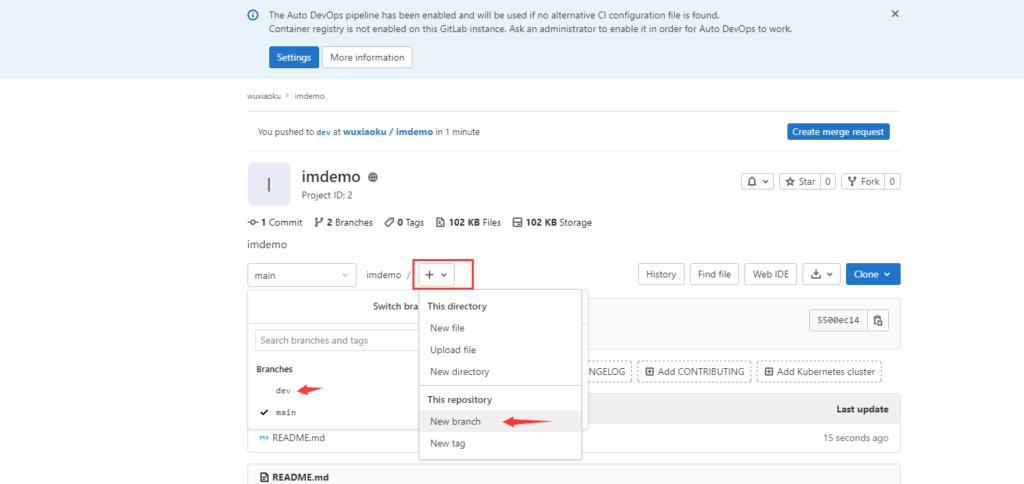 The Auto DevOps pipeline has been enabled and will be used if no alternative CI configuration file is found.
Container registry is not enabled on this GitLab instance. Ask an administrator to enable it in order for Auto DevOps to work.
Settings More information
wuxiaoku > imdemo
You pushed to dev at wuxiaoku / imdemo in 1 minute Create merge request
I imdemo
Project ID: 2
Star 0 Fork 0
1 Commit 2 Branches 0 Tags 102 KB Files 102 KB Storage
imdemo
main imdemo / + History Find file Web IDE Clone
Switch bra
This directory
New file
5500ec14
Search branches and tags
Upload file
Branches
New directory
NGELOG Add CONTRIBUTING Add Kubernetes cluster
dev
This repository
main
Last update
New branch
README.md 15 seconds ago
New tag
README.md